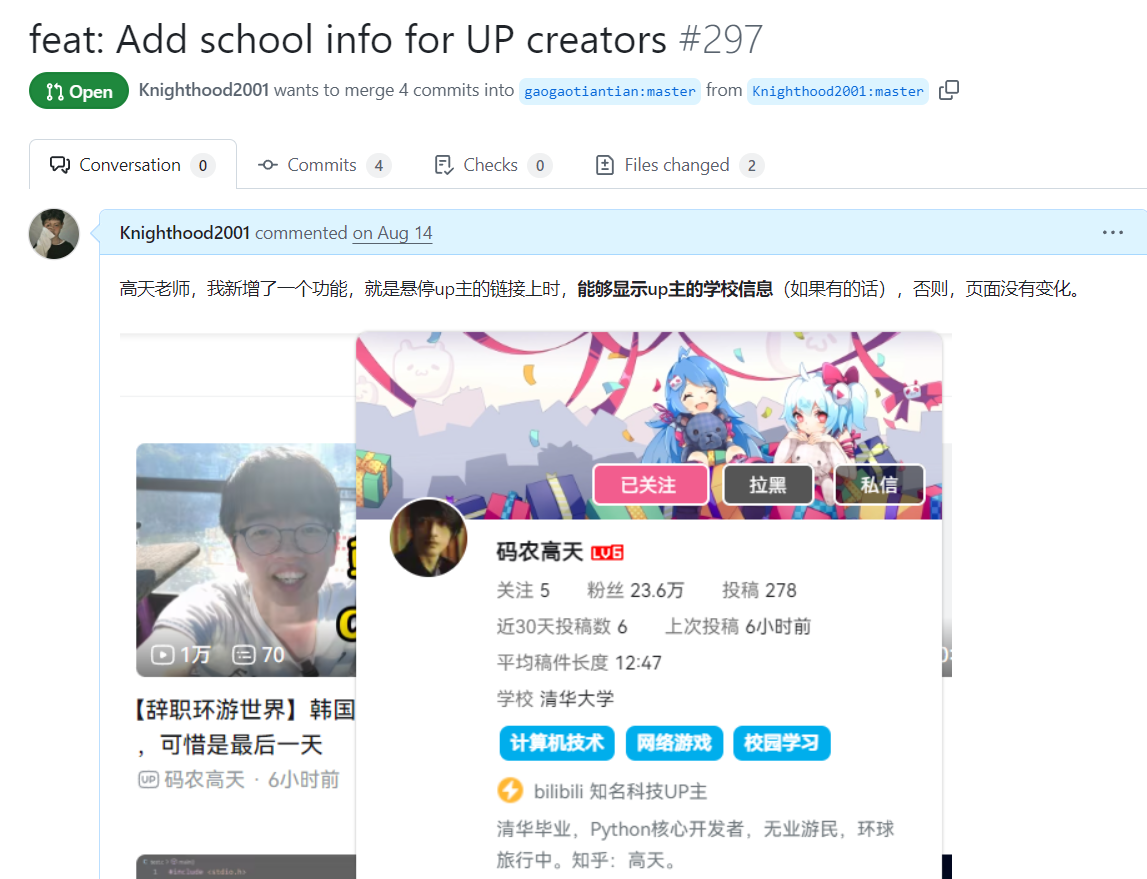 feat: Add school info for UP creators #297
Open Knighthood2001 wants to merge 4 commits into gaogaotiantian:master from Knighthood2001:master
Conversation 0 Commits 4 Checks 0 Files changed 2
Knighthood2001 commented on Aug 14
高天老师，我新增了一个功能，就是悬停up主的链接上时，能够显示up主的学校信息（如果有的话），否则，页面没有变化。
已关注 拉黑 私信
码农高天 LV6
关注 5 粉丝 23.6万 投稿 278
近30天投稿数 6 上次投稿 6小时前
平均稿件长度 12:47
学校 清华大学
计算机技术 网络游戏 校园学习
bilibili 知名科技UP主
清华毕业，Python核心开发者，无业游民，环球
旅行中。知乎：高天。
1万 70
【辞职环游世界】韩国
，可惜是最后一天
UP 码农高天 · 6小时前
1 #include <stdio.h>